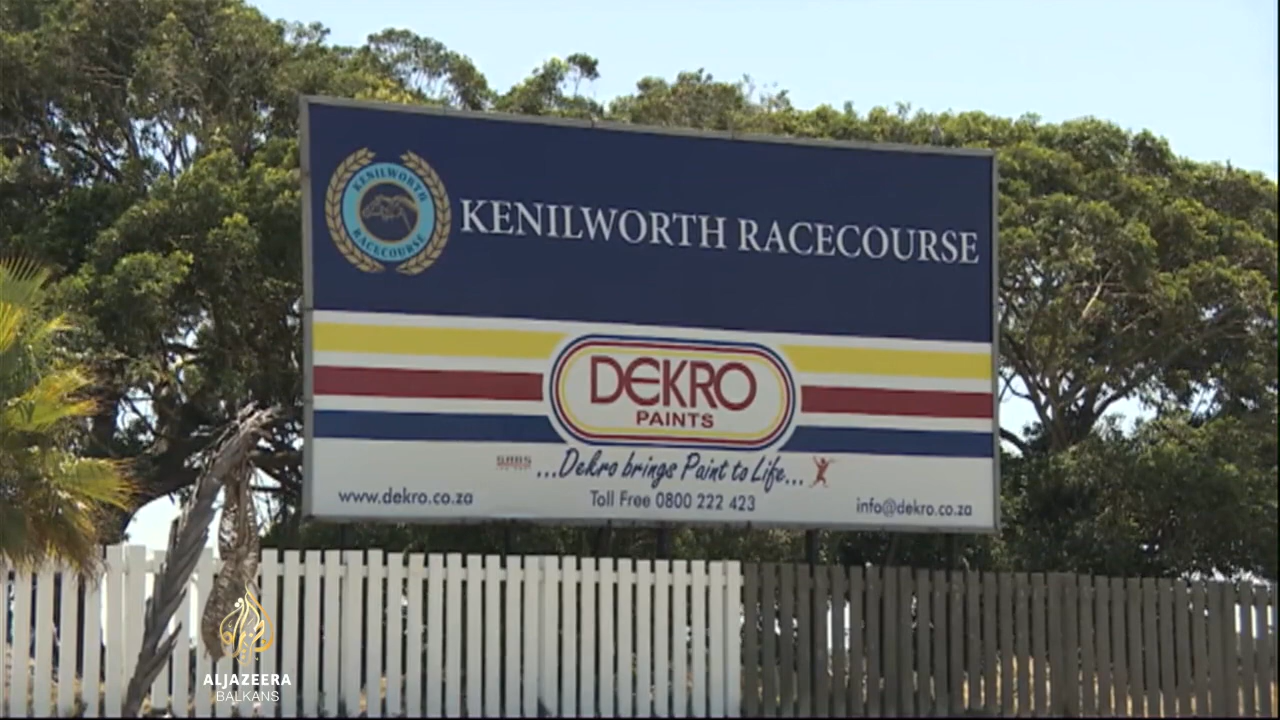 KENILWORTH
RACECOURSE
KENILWORTH RACECOURSE
DEKRO
PAINTS
SABS
...Dekro brings Paint to Life...
www.dekro.co.za
Toll Free 0800 222 423
info@dekro.co.za
ALJAZEERA
BALKANS